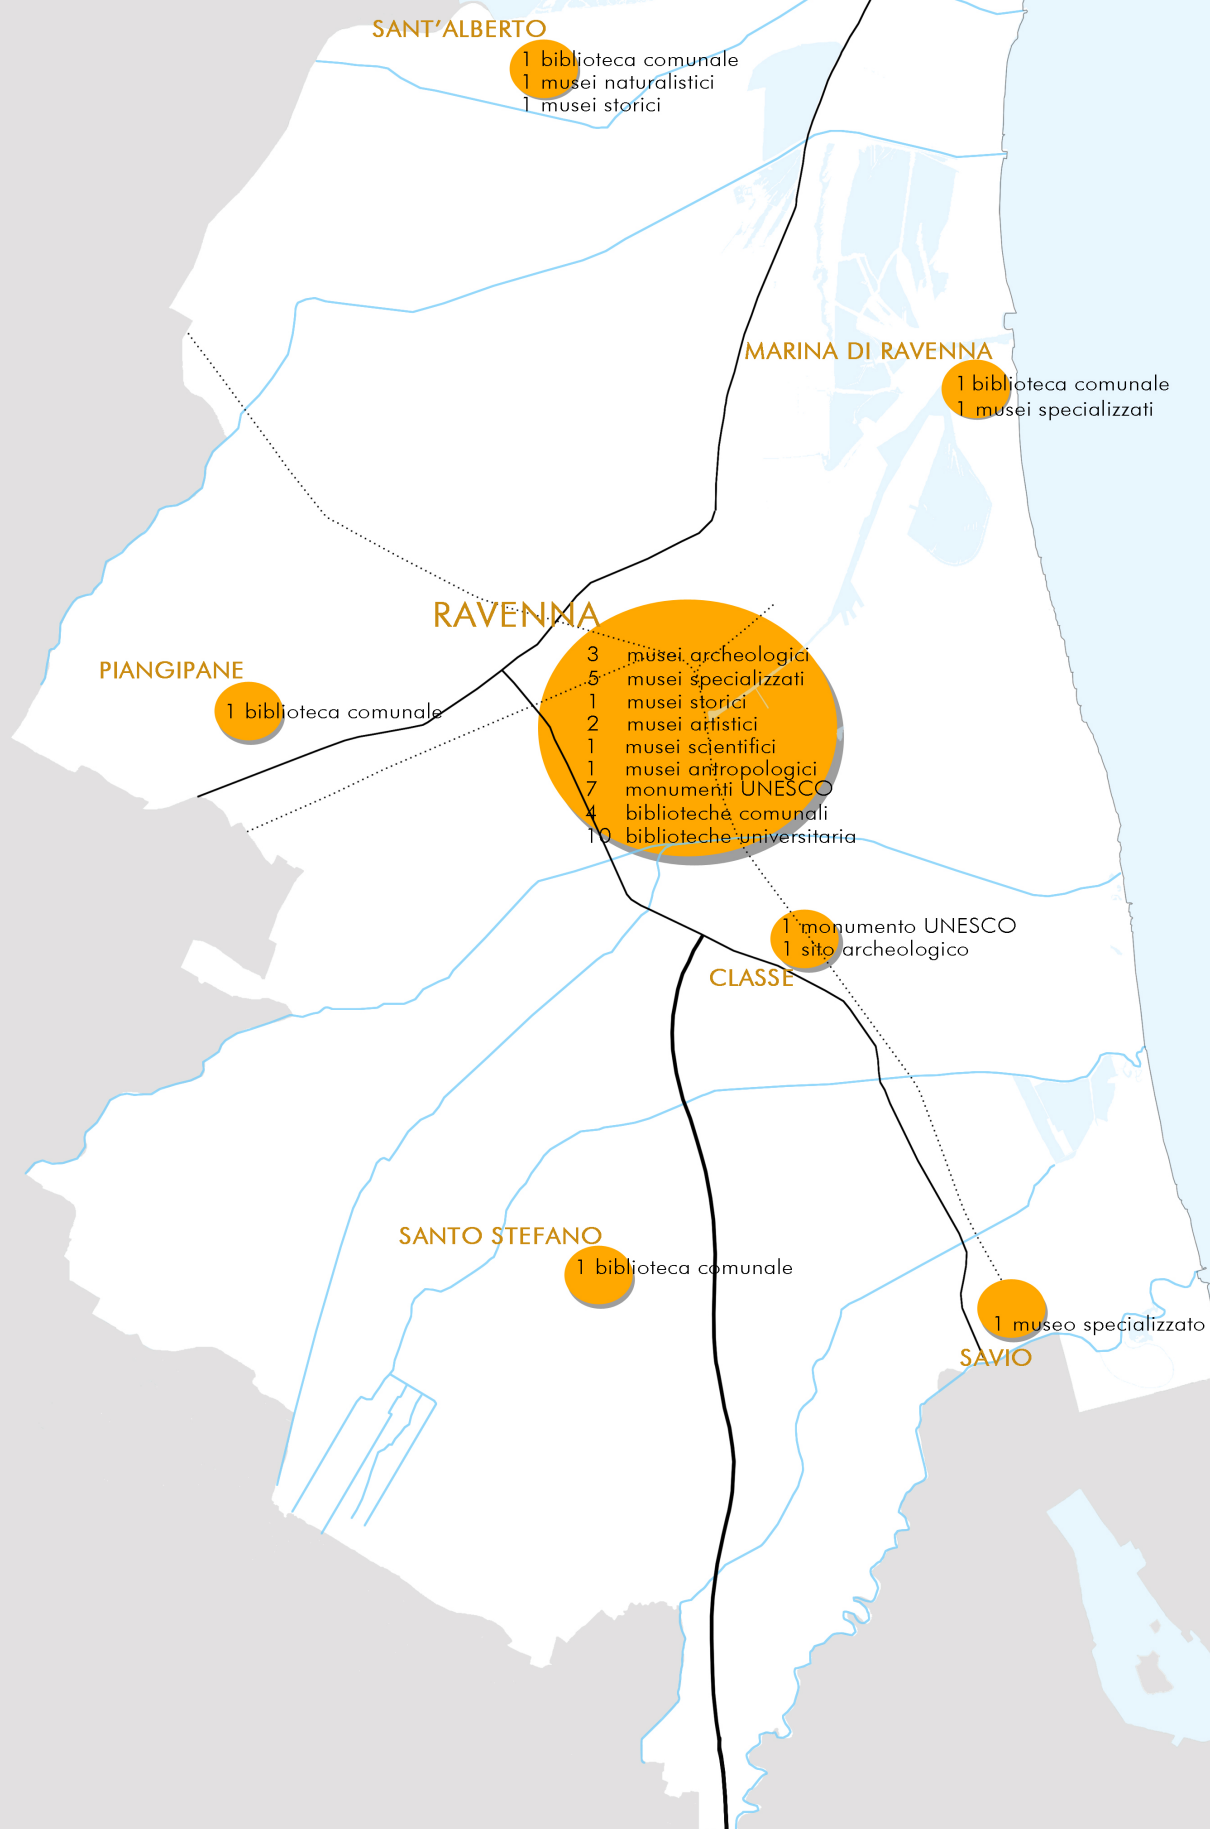 SANT'ALBERTO
1 biblioteca comunale
1 musei naturalistici
1 musei storici
MARINA DI RAVENNA
1 biblioteca comunale
1 musei specializzati
RAVENNA
3 musei archeologici
5 musei specializzati
1 musei storici
2 musei artistici
1 musei scientifici
1 musei antropologici
7 monumenti UNESCO
4 biblioteche comunali
10 biblioteche universitaria
PIANGIPANE
1 biblioteca comunale
1 monumento UNESCO
1 sito archeologico
CLASSE
SANTO STEFANO
1 biblioteca comunale
1 museo specializzato
SAVIO